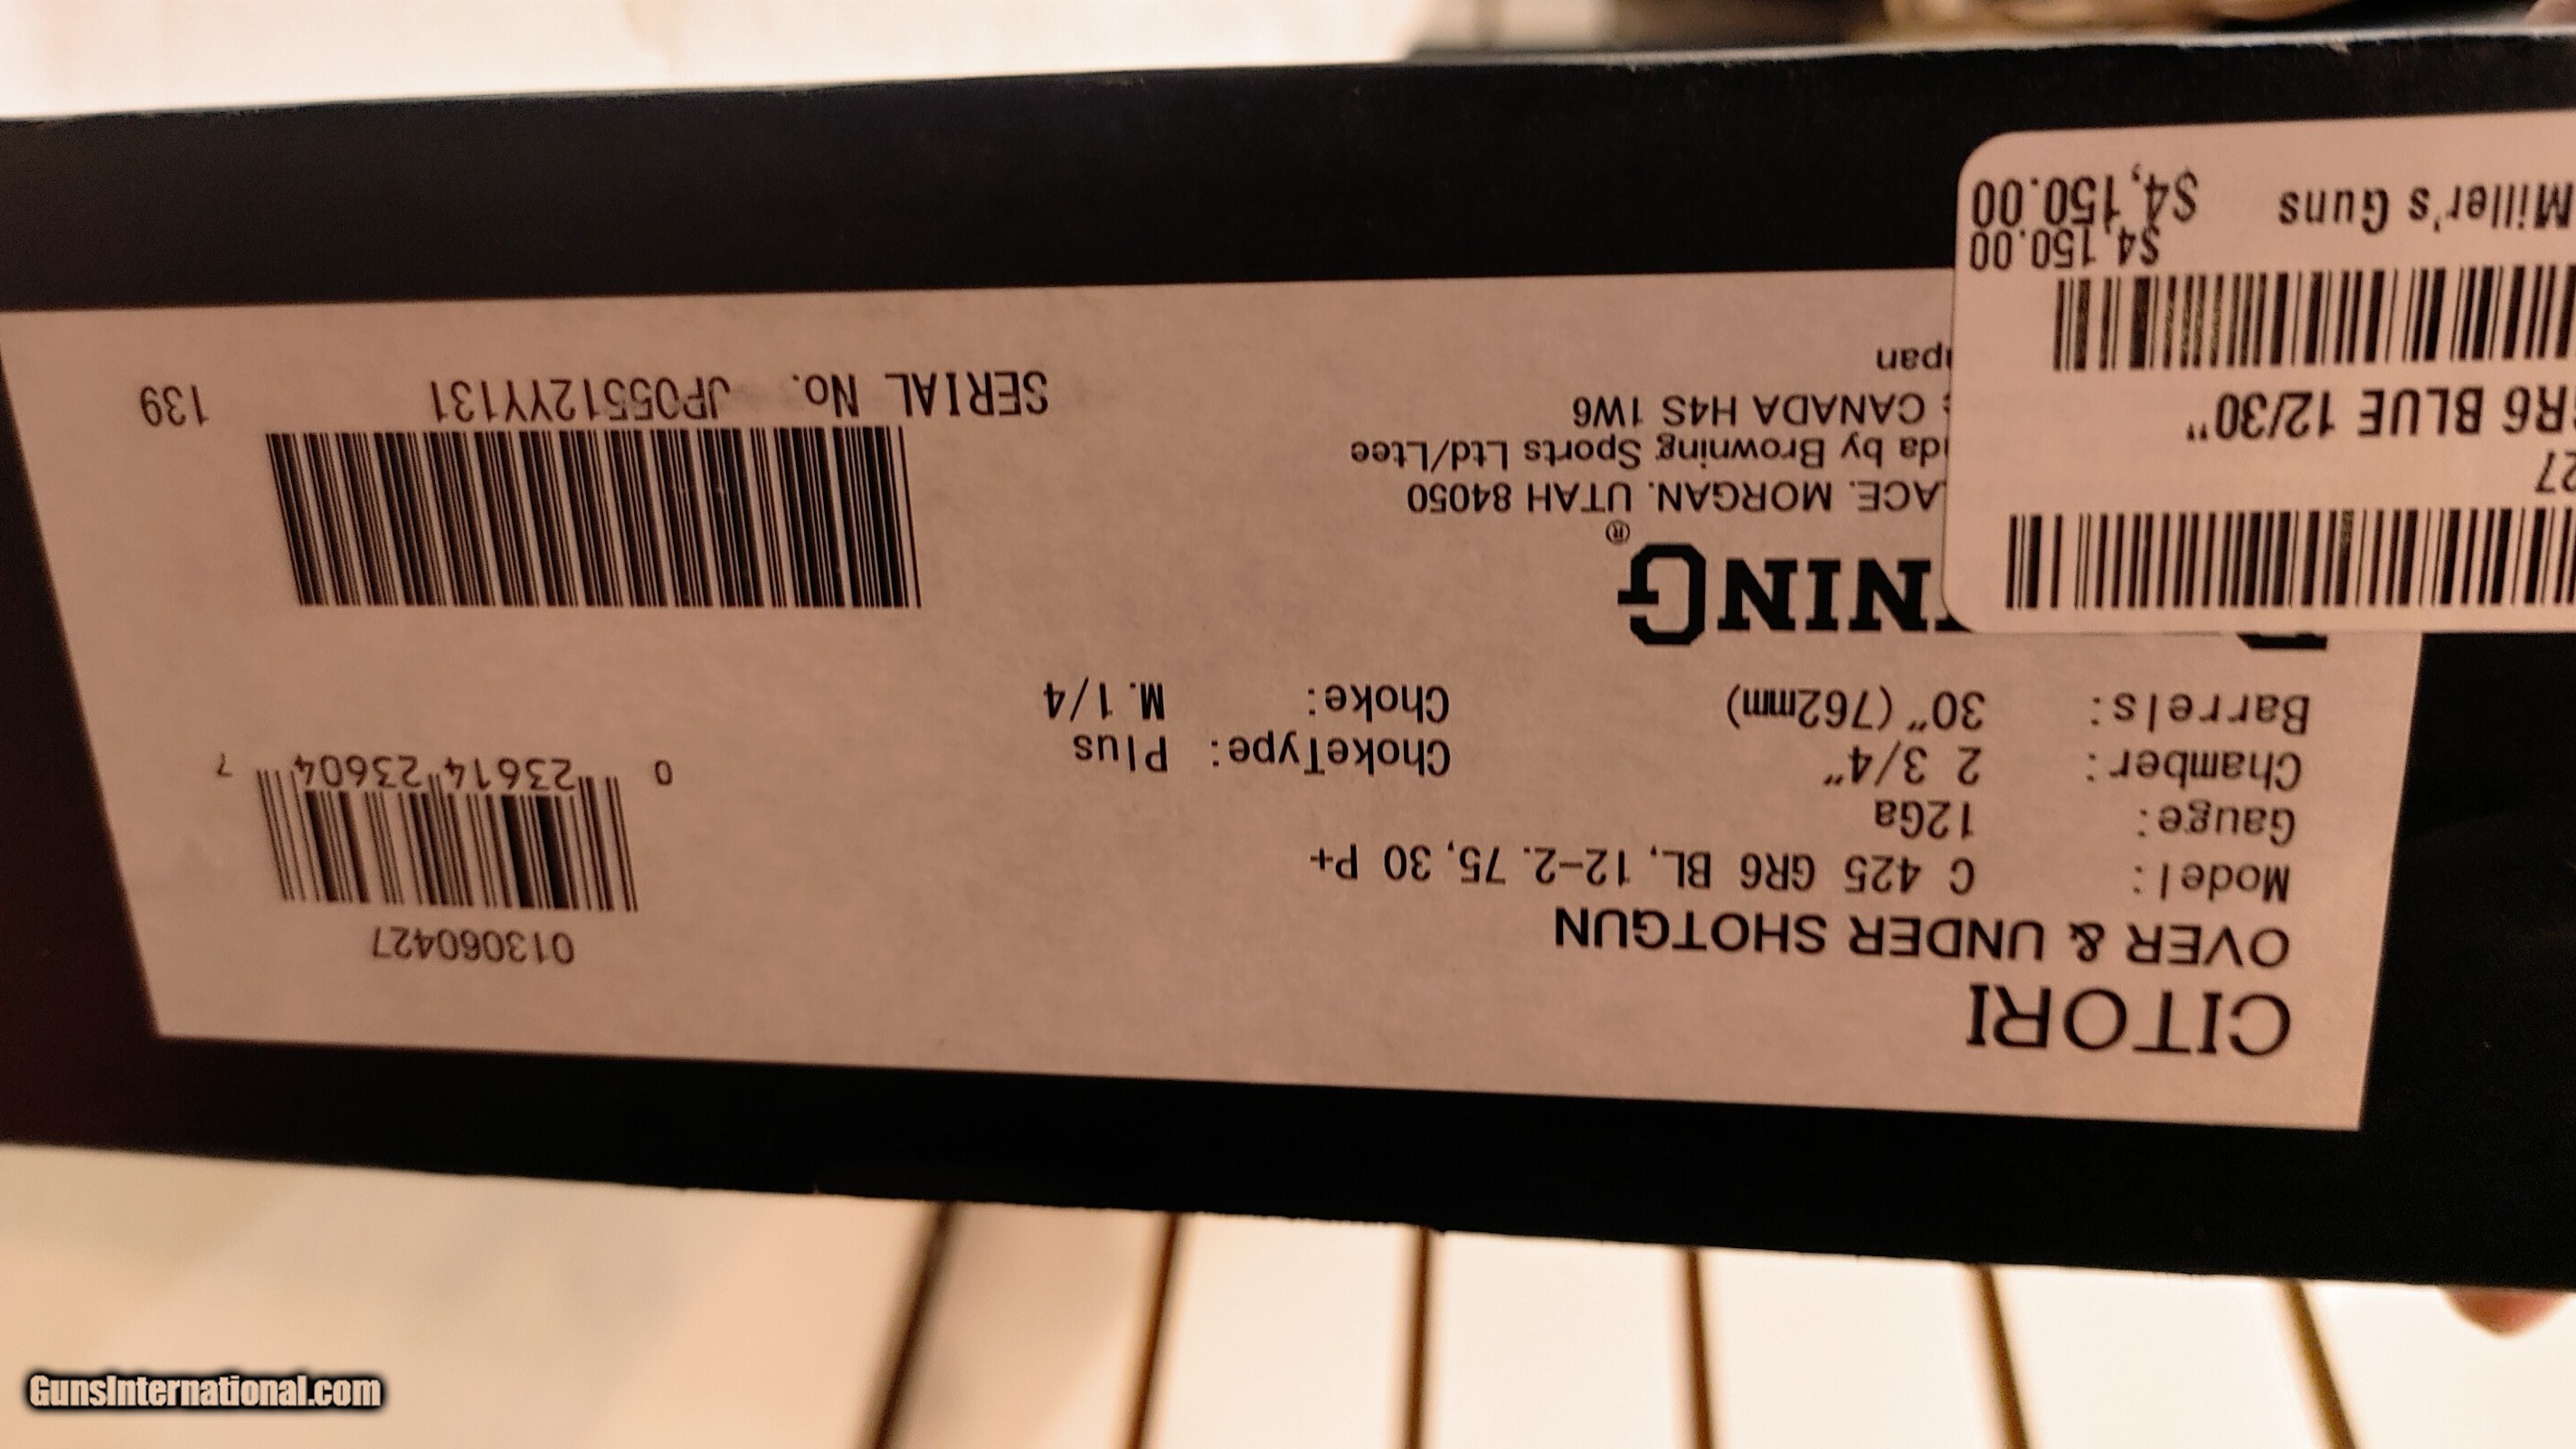 CITORI
OVER & UNDER SHOTGUN
Model: C 425 GR6 BL, 12-2.75, 30 P+
Gauge: 12Ga
Chamber: 2 3/4" ChokeType: Plus
Barrels: 30"(762mm) Choke: M.1/4
013060427
0 23614 23604 7
NING®
ACE. MORGAN. UTAH 84050
da by Browning Sports Ltd/Ltee
CANADA H4S 1W6
pan
SERIAL No. JP05512YY131 139
27
R6 BLUE 12/30"
$4,150.00
Miller's Guns $4,150.00
GunsInternational.com